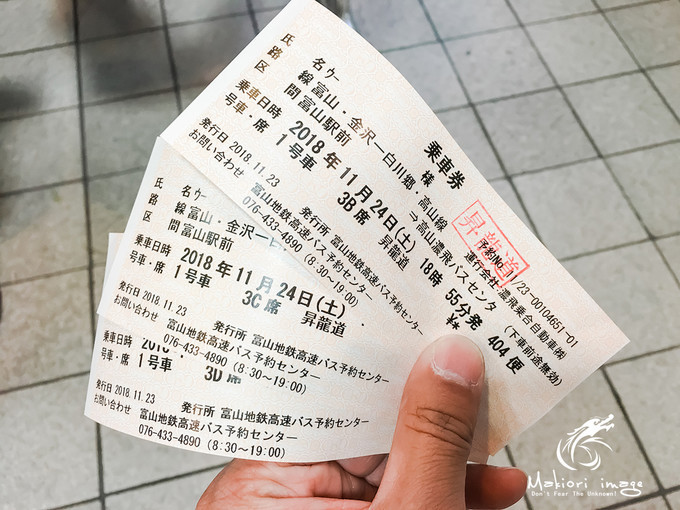 乗車券
氏 名ウー 様
路線 富山・金沢ー白川郷・高山線
区間 富山駅前 ⇒高山濃飛バスセンタ
乗車日時 2018年11月24日(土) 18時55分発 404便
号車・席 1号車 3B席 昇龍道 **
発行日 2018.11.23 発行所 富山地鉄高速バス予約センター
お問い合わせ 076-433-4890 (8:30~19:00)
昇龍道
予約No. 11/23-00104651-01
運行会社:濃飛乗合自動車㈱
(下車前途無効)
氏 名ウー
路線 富山・金沢ー白
区間 富山駅前
乗車日時 2018年11月24日(土)
号車・席 1号車 3C席 昇龍道
発行日 2018.11.23 発行所 富山地鉄高速バス予約センター
お問い合わせ 076-433-4890 (8:30~19:00)
乗車日時
号車・席 1号車 3D席
発行日 2018.11.23 発行所 富山地鉄高速バス予約センター
お問い合わせ 076-433-4890 (8:30~19:00)
Makiori image
Don't Fear The Unknown!